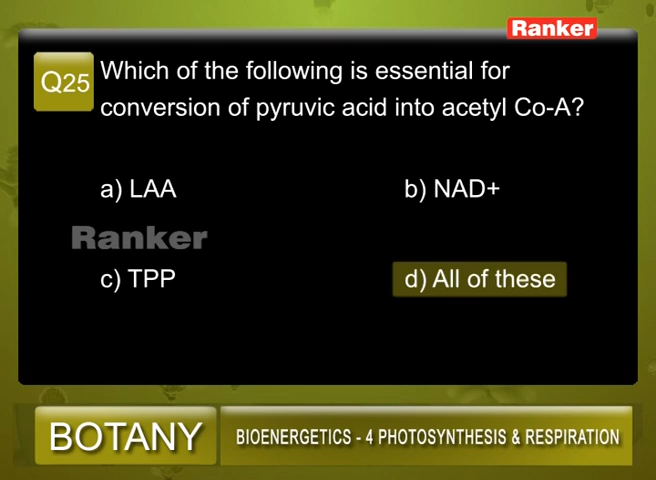 Ranker
Q25 Which of the following is essential for
conversion of pyruvic acid into acetyl Co-A?
a) LAA b) NAD+
Ranker
c) TPP d) All of these
BOTANY BIOENERGETICS - 4 PHOTOSYNTHESIS & RESPIRATION